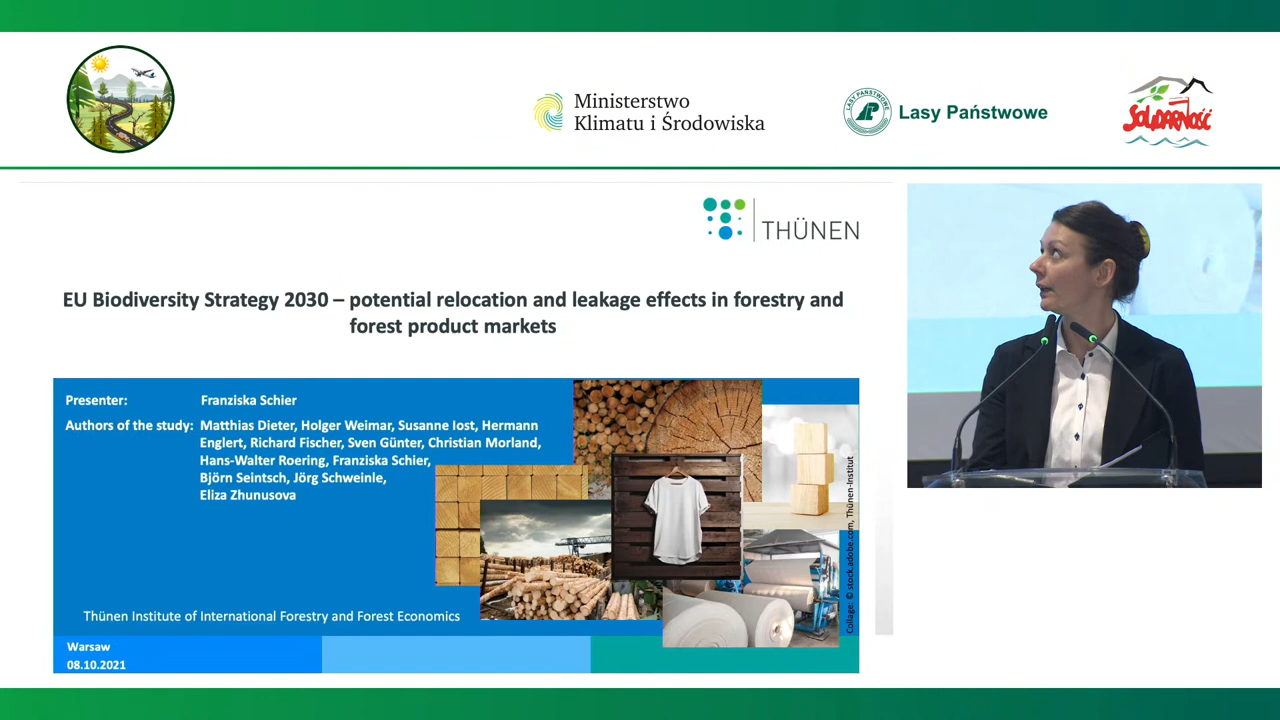 Ministerstwo
Klimatu i Środowiska
LASY PAŃSTWOWE
Lasy Państwowe
SOLIDARNOŚĆ
THÜNEN
EU Biodiversity Strategy 2030 – potential relocation and leakage effects in forestry and
forest product markets
Presenter: Franziska Schier
Authors of the study: Matthias Dieter, Holger Weimar, Susanne Iost, Hermann
Englert, Richard Fischer, Sven Günter, Christian Morland,
Hans-Walter Roering, Franziska Schier,
Björn Seintsch, Jörg Schweinle,
Eliza Zhunusova
Collage: © stock.adobe.com, Thünen-Institut
Thünen Institute of International Forestry and Forest Economics
Warsaw
08.10.2021